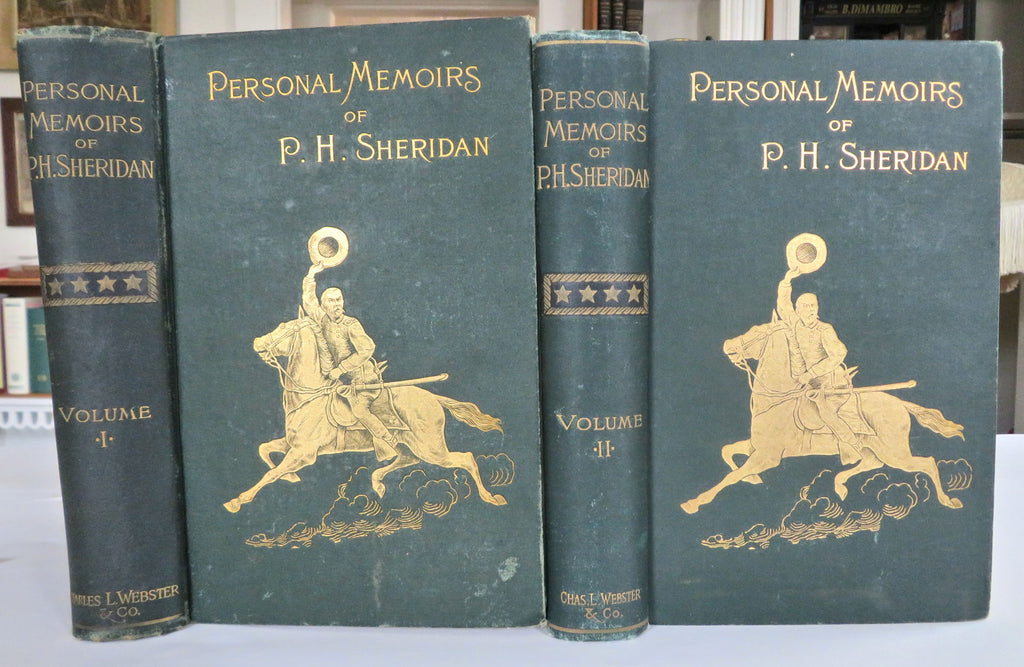 PERSONAL
MEMOIRS
OF
P.H. SHERIDAN
VOLUME
·I·
CHARLES L. WEBSTER
& CO.
PERSONAL MEMOIRS
OF
P. H. SHERIDAN
PERSONAL
MEMOIRS
OF
P.H. SHERIDAN
VOLUME
·II·
CHAS. L. WEBSTER
& CO.
PERSONAL MEMOIRS
OF
P. H. SHERIDAN
B. DIMAMBRO